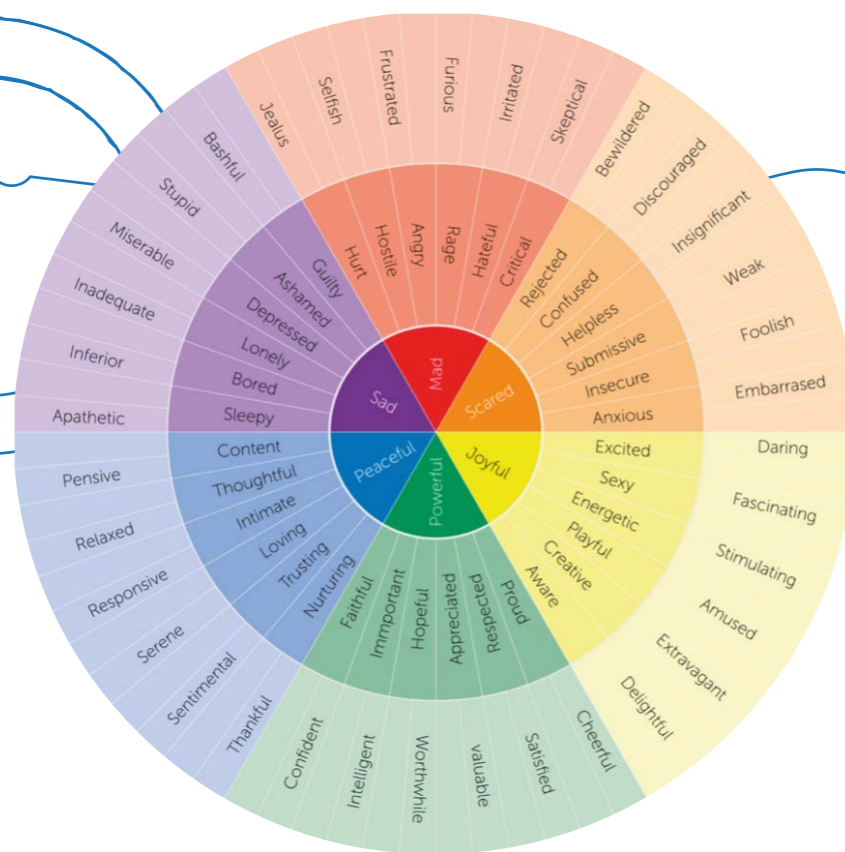 Mad
Scared
Joyful
Powerful
Peaceful
Sad
Hurt
Hostile
Angry
Rage
Hateful
Critical
Rejected
Confused
Helpless
Submissive
Insecure
Anxious
Excited
Sexy
Energetic
Playful
Creative
Aware
Proud
Respected
Appreciated
Hopeful
Immportant
Faithful
Nurturing
Trusting
Loving
Intimate
Thoughtful
Content
Sleepy
Bored
Lonely
Depressed
Ashamed
Guilty
Jealus
Selfish
Frustrated
Furious
Irritated
Skeptical
Bewildered
Discouraged
Insignificant
Weak
Foolish
Embarrased
Daring
Fascinating
Stimulating
Amused
Extravagant
Delightful
Cheerful
Satisfied
valuable
Worthwhile
Intelligent
Confident
Thankful
Sentimental
Serene
Responsive
Relaxed
Pensive
Apathetic
Inferior
Inadequate
Miserable
Stupid
Bashful